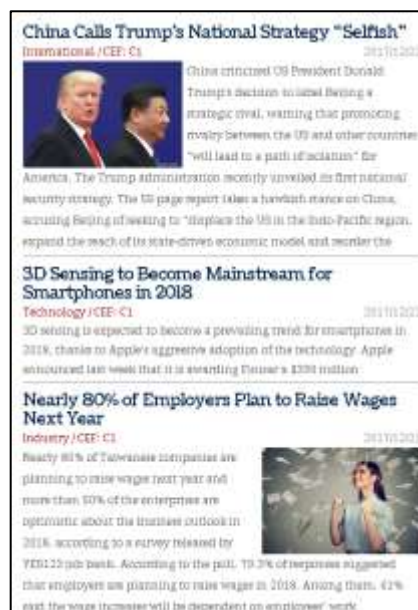 China Calls Trump's National Strategy "Selfish"
International /CEF: C1
China criticized US President Donald
Trump's decision to label Beijing a
strategic rival, warning that promoting
rivalry between the US and other countries
"will lead to a path of isolation" for
America. The Trump administration recently unveiled its first national
security strategy. The page report takes a hawkish stance on China,
accusing Beijing of seeking to "displace the US in the Indo-Pacific region,
expand the reach of its state-driven economic model and reorder the
3D Sensing to Become Mainstream for
Smartphones in 2018
Technology /CEF: C1
3D sensing is expected to become a prevailing trend for smartphones in
2018, thanks to Apple's aggressive adoption of the technology. Apple
announced last week that it is awarding Finisar a $390 million
Nearly 80% of Employers Plan to Raise Wages
Next Year
Industry /CEF: C1
Nearly 80% of Taiwanese companies are
planning to raise wages next year and
more than 50% of the enterprises are
optimistic about the business outlook in
2018, according to a survey released by
YES123 job bank. According to the poll, 79.3% of responses suggested
that employers are planning to raise wages in 2018. Among them, 42%
said the wage increases will be dependent on employees' work